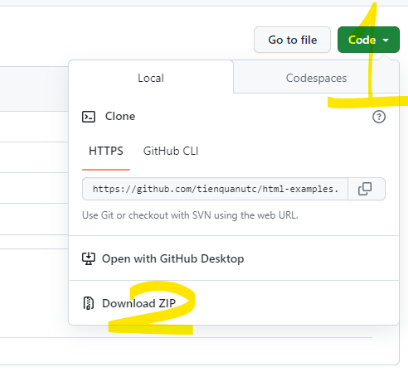 Go to file
Code
1
Local
Codespaces
Clone
HTTPS
GitHub CLI
https://github.com/tienquanutc/html-examples.
Use Git or checkout with SVN using the web URL.
Open with GitHub Desktop
Download ZIP
2